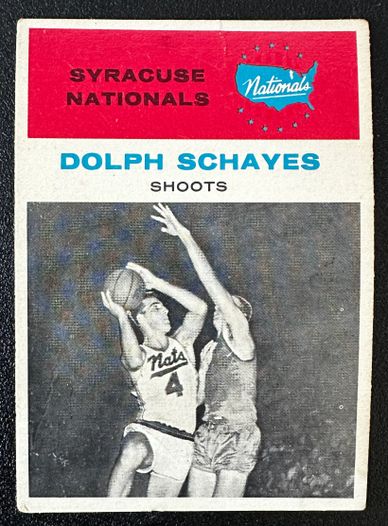 SYRACUSE
NATIONALS
Nationals
DOLPH SCHAYES
SHOOTS
Nats
4